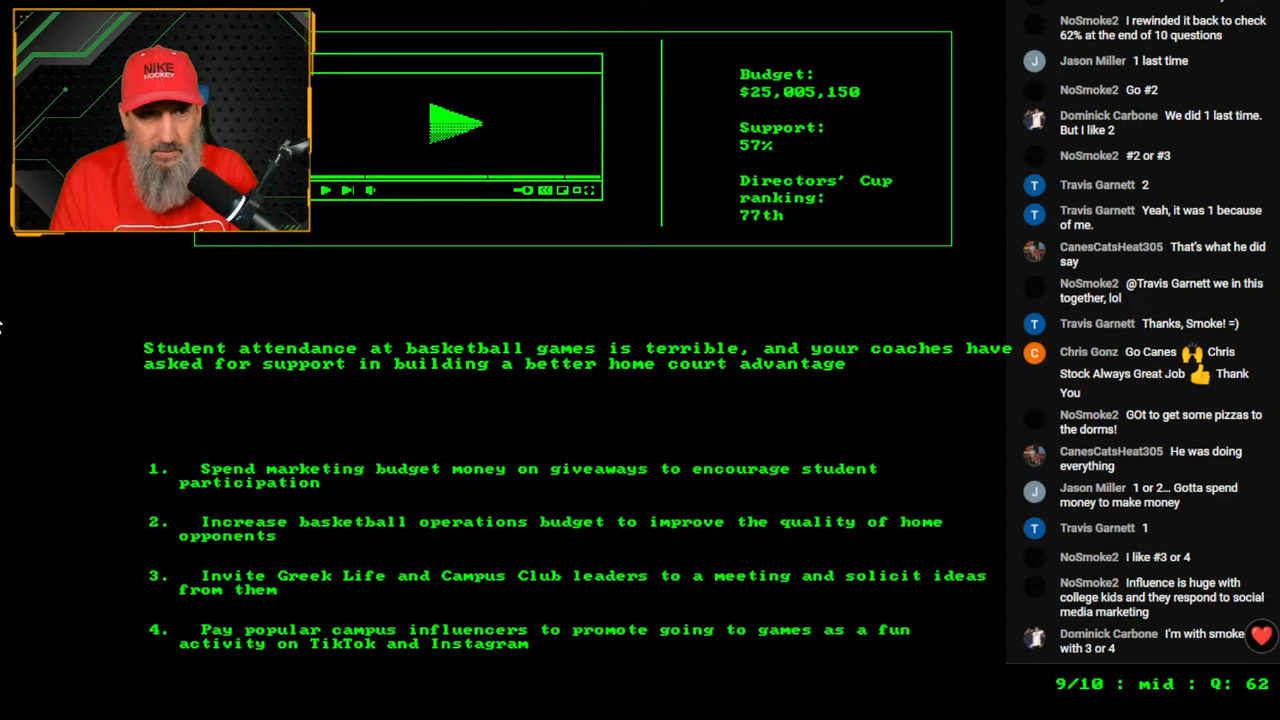 NIKE
HOCKEY
Budget:
$25,005,150
Support:
57%
Directors' Cup
ranking:
77th
Student attendance at basketball games is terrible, and your coaches have
asked for support in building a better home court advantage
1. Spend marketing budget money on giveaways to encourage student
participation
2. Increase basketball operations budget to improve the quality of home
opponents
3. Invite Greek Life and Campus Club leaders to a meeting and solicit ideas
from them
4. Pay popular campus influencers to promote going to games as a fun
activity on TikTok and Instagram
NoSmoke2 I rewinded it back to check
62% at the end of 10 questions
J Jason Miller 1 last time
NoSmoke2 Go #2
Dominick Carbone We did 1 last time.
But I like 2
NoSmoke2 #2 or #3
T Travis Garnett 2
T Travis Garnett Yeah, it was 1 because
of me.
CanesCatsHeat305 That's what he did
say
NoSmoke2 @Travis Garnett we in this
together, lol
T Travis Garnett Thanks, Smoke! =)
C Chris Gonz Go Canes 🙌 Chris
Stock Always Great Job 👍 Thank
You
NoSmoke2 GOt to get some pizzas to
the dorms!
CanesCatsHeat305 He was doing
everything
J Jason Miller 1 or 2... Gotta spend
money to make money
T Travis Garnett 1
NoSmoke2 I like #3 or 4
NoSmoke2 Influence is huge with
college kids and they respond to social
media marketing
Dominick Carbone I'm with smoke
with 3 or 4
9/10 : mid : Q: 62